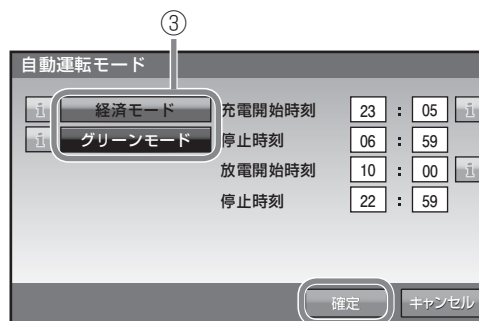 ③
自動運転モード
i 経済モード 充電開始時刻 23 : 05 i
i グリーンモード 停止時刻 06 : 59
放電開始時刻 10 : 00 i
停止時刻 22 : 59
確定 キャンセル